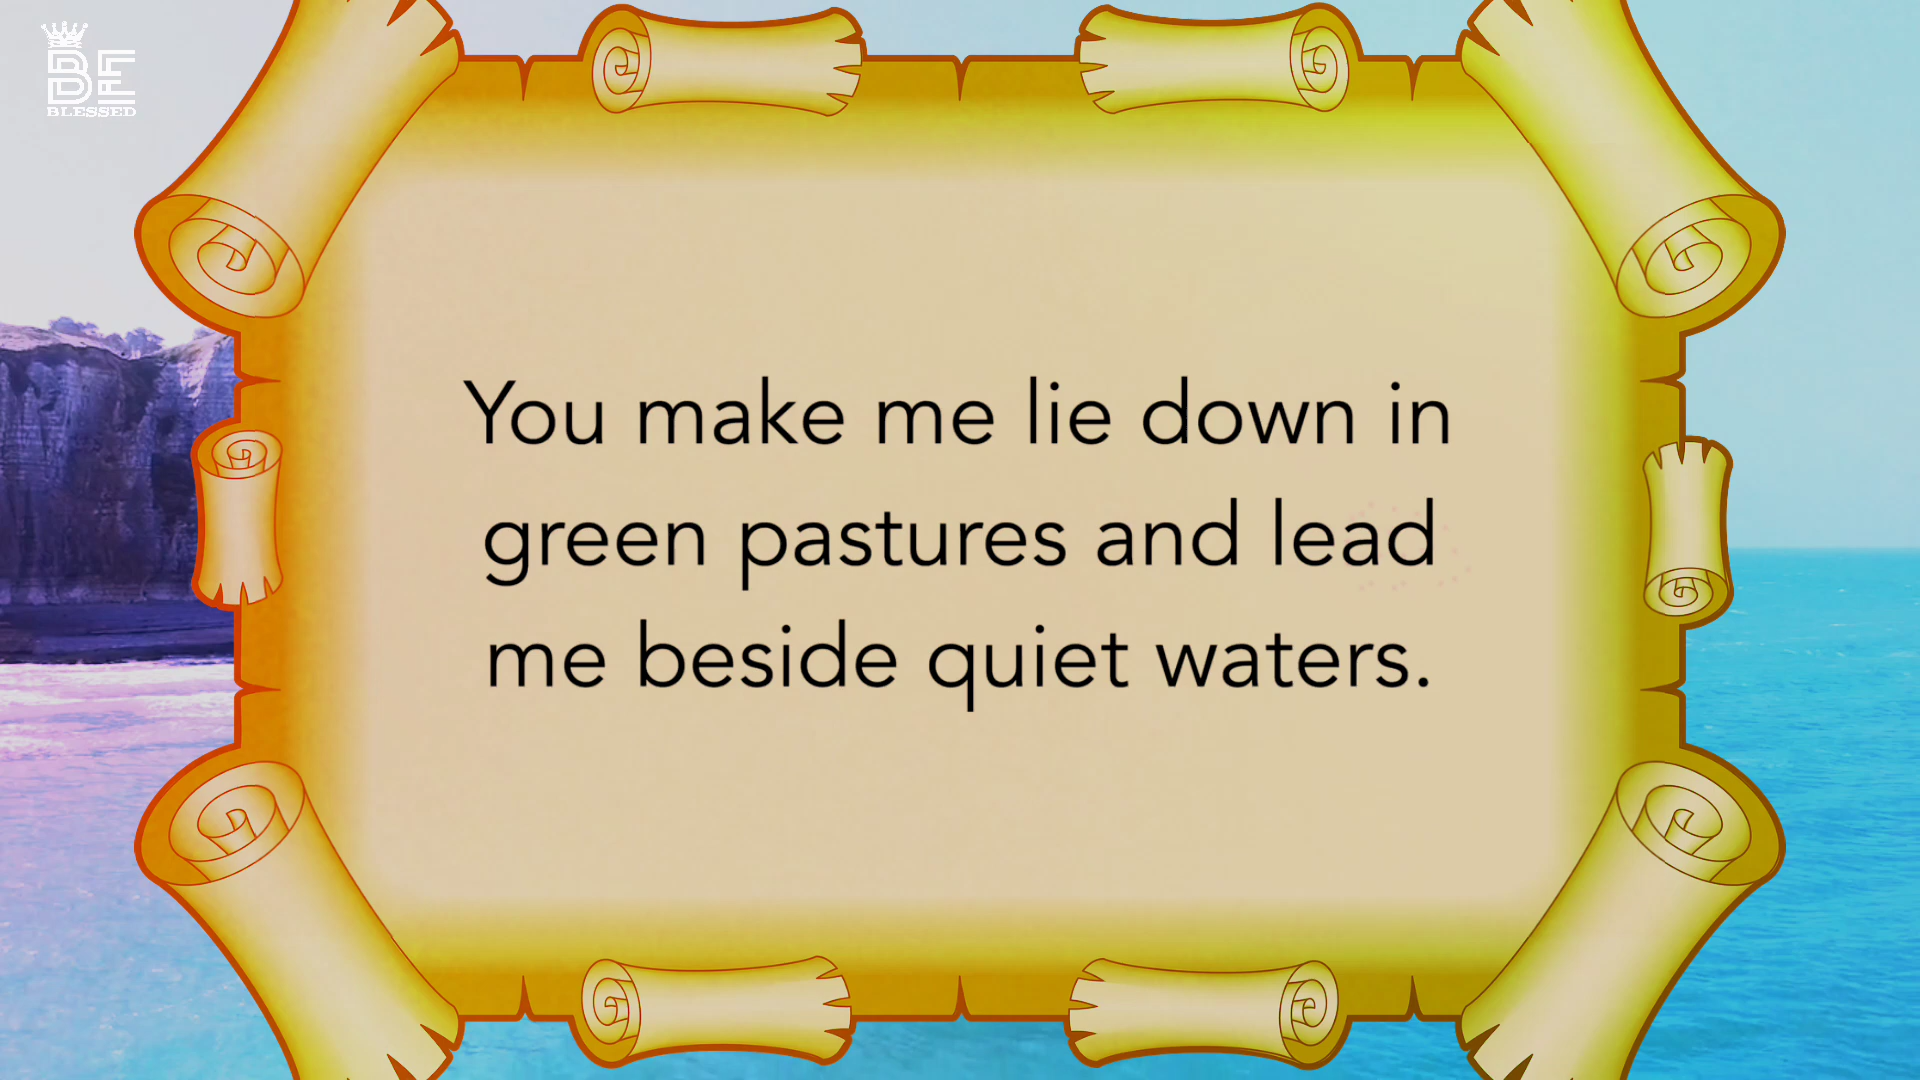 BE
BLESSED
You make me lie down in
green pastures and lead
me beside quiet waters.